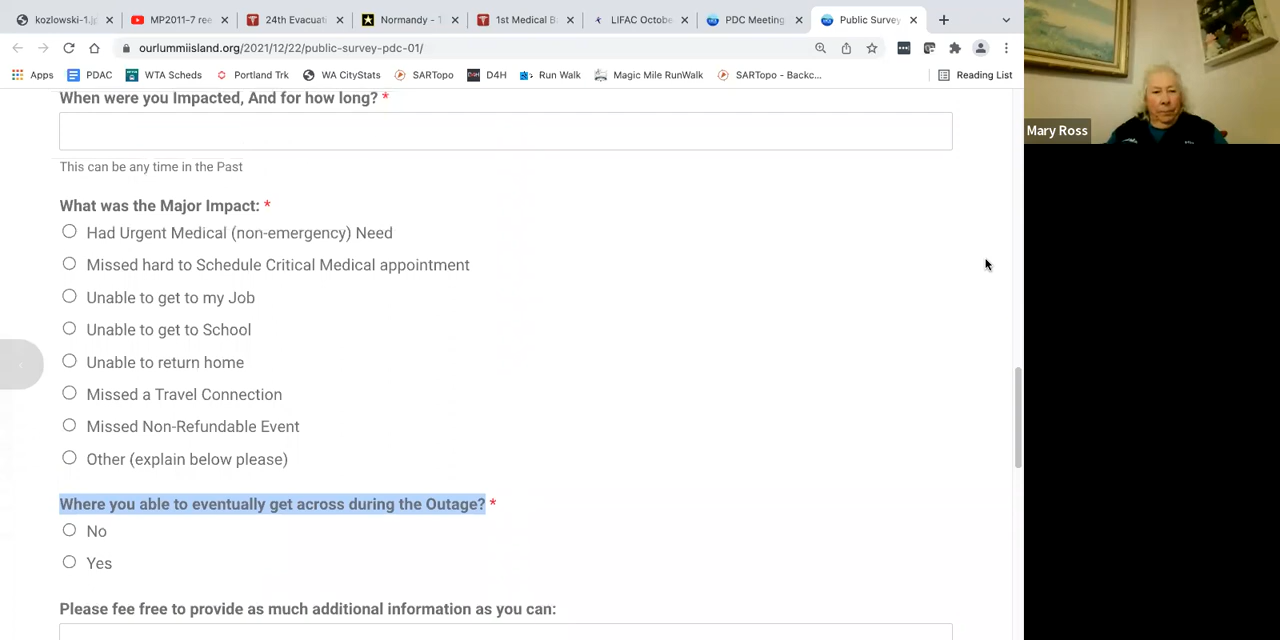 kozlowski-1.j
MP2011-7 ree
24th Evacuat
Normandy - T
1st Medical B
LIFAC Octobe
PDC Meeting
Public Survey
ourlummiisland.org/2021/12/22/public-survey-pdc-01/
Apps
PDAC
WTA Scheds
Portland Trk
WA CityStats
SARTopo
D4H
Run Walk
Magic Mile RunWalk
SARTopo - Backc...
Reading List
When were you Impacted, And for how long? *
This can be any time in the Past
What was the Major Impact: *
Had Urgent Medical (non-emergency) Need
Missed hard to Schedule Critical Medical appointment
Unable to get to my Job
Unable to get to School
Unable to return home
Missed a Travel Connection
Missed Non-Refundable Event
Other (explain below please)
Where you able to eventually get across during the Outage? *
No
Yes
Please fee free to provide as much additional information as you can:
Mary Ross